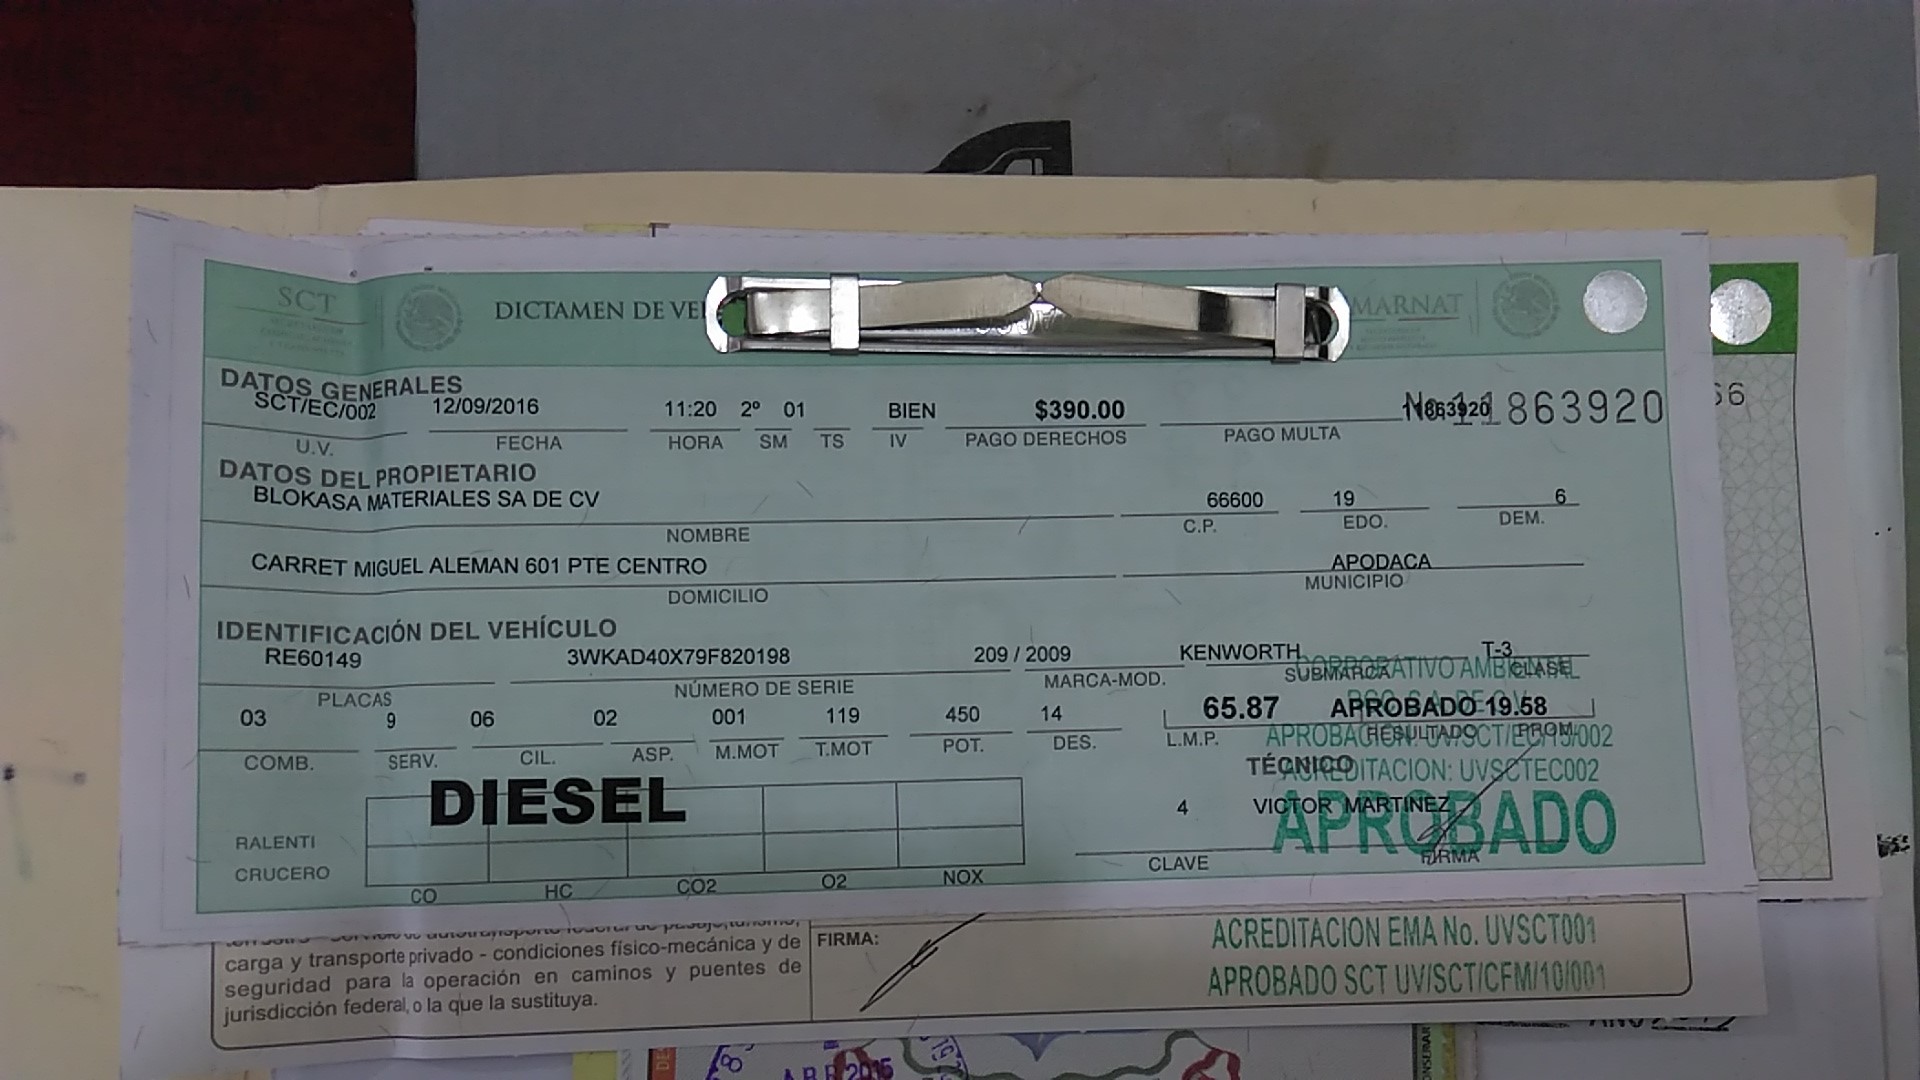 SCT
DICTAMEN DE
MARNAT
DATOS GENERALES
SCT/EC/002 12/09/2016 11:20 2º 01 BIEN $390.00 11863920 No. 11863920
U.V. FECHA HORA SM TS IV PAGO DERECHOS PAGO MULTA
66
DATOS DEL PROPIETARIO
BLOKASA MATERIALES SA DE CV 66600 19 6
NOMBRE C.P. EDO. DEM.
CARRET MIGUEL ALEMAN 601 PTE CENTRO APODACA
DOMICILIO MUNICIPIO
IDENTIFICACIÓN DEL VEHÍCULO
RE60149 3WKAD40X79F820198 209 / 2009 KENWORTH T-3
PLACAS NÚMERO DE SERIE MARCA-MOD. SUBMARCA CLASE
CORPORATIVO AMBIENTAL
03 9 06 02 001 119 450 14 65.87 APROBADO 19.58
COMB. SERV. CIL. ASP. M.MOT T.MOT POT. DES. L.M.P. RESULTADO PROM.
APROBACION: UV/SCT/EC/15/002
TÉCNICO
ACREDITACION: UVSCTEC002
DIESEL
4 VICTOR MARTINEZ
APROBADO
RALENTI
CRUCERO
CLAVE FIRMA
CO HC CO2 O2 NOX
carga y transporte privado - condiciones físico-mecánica y de
seguridad para la operación en caminos y puentes de
jurisdicción federal, o la que la sustituya.
FIRMA:
ACREDITACION EMA No. UVSCT001
APROBADO SCT UV/SCT/CFM/10/001
ABR 2015